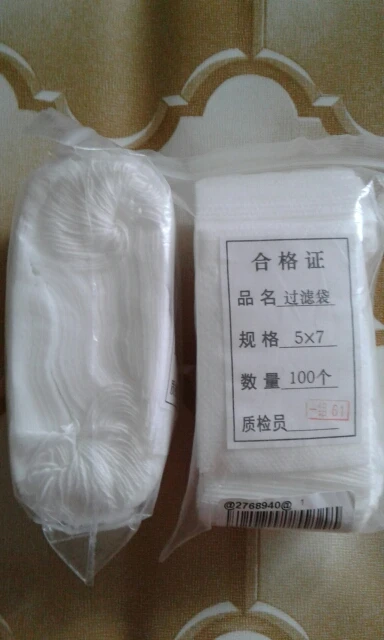 合格证
品名 过滤袋
规格 5×7
数量 100个
质检员
@2768940@